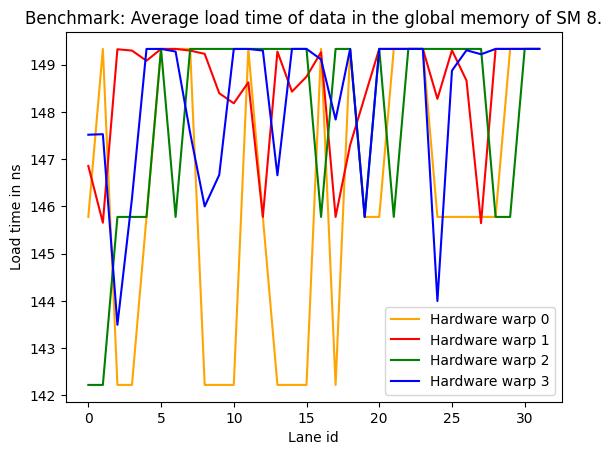 Benchmark: Average load time of data in the global memory of SM 8.
Load time in ns
149
148
147
146
145
144
143
142
Hardware warp 0
Hardware warp 1
Hardware warp 2
Hardware warp 3
0 5 10 15 20 25 30
Lane id